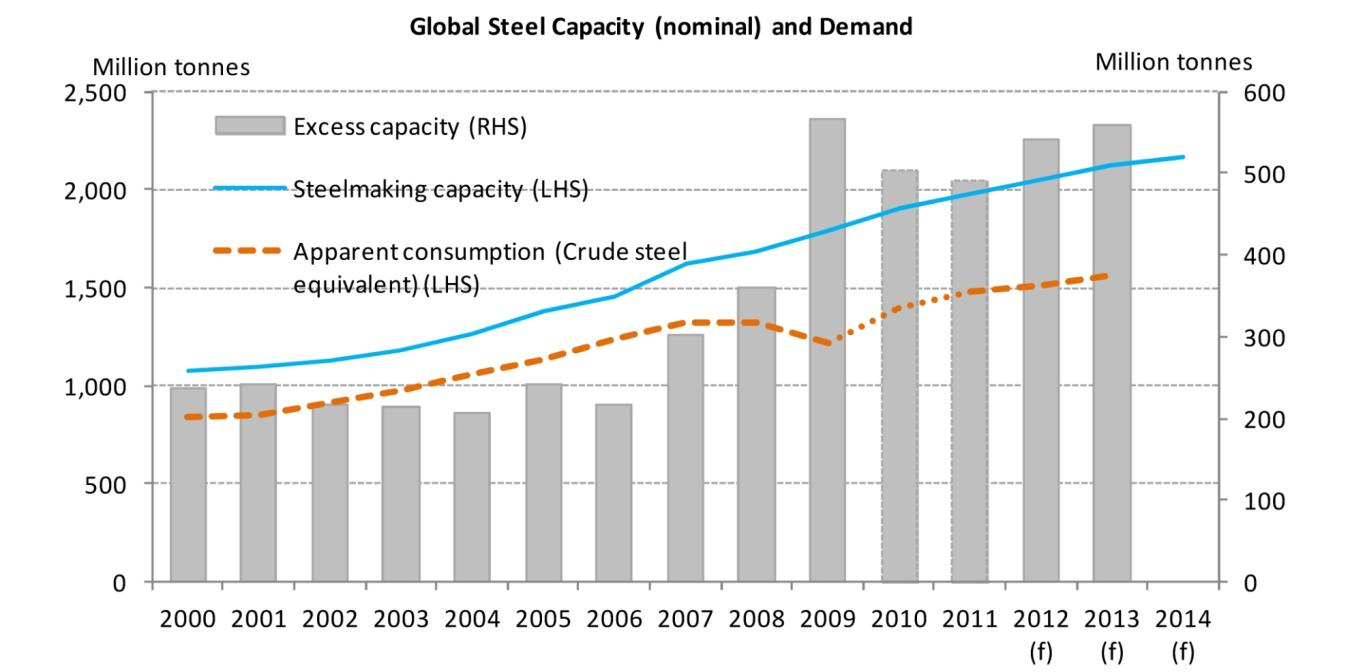 Global Steel Capacity (nominal) and Demand
Million tonnes
Million tonnes
2,500
2,000
1,500
1,000
500
0
600
500
400
300
200
100
0
Excess capacity (RHS)
Steelmaking capacity (LHS)
Apparent consumption (Crude steel
equivalent) (LHS)
2000 2001 2002 2003 2004 2005 2006 2007 2008 2009 2010 2011 2012 2013 2014
(f) (f) (f)